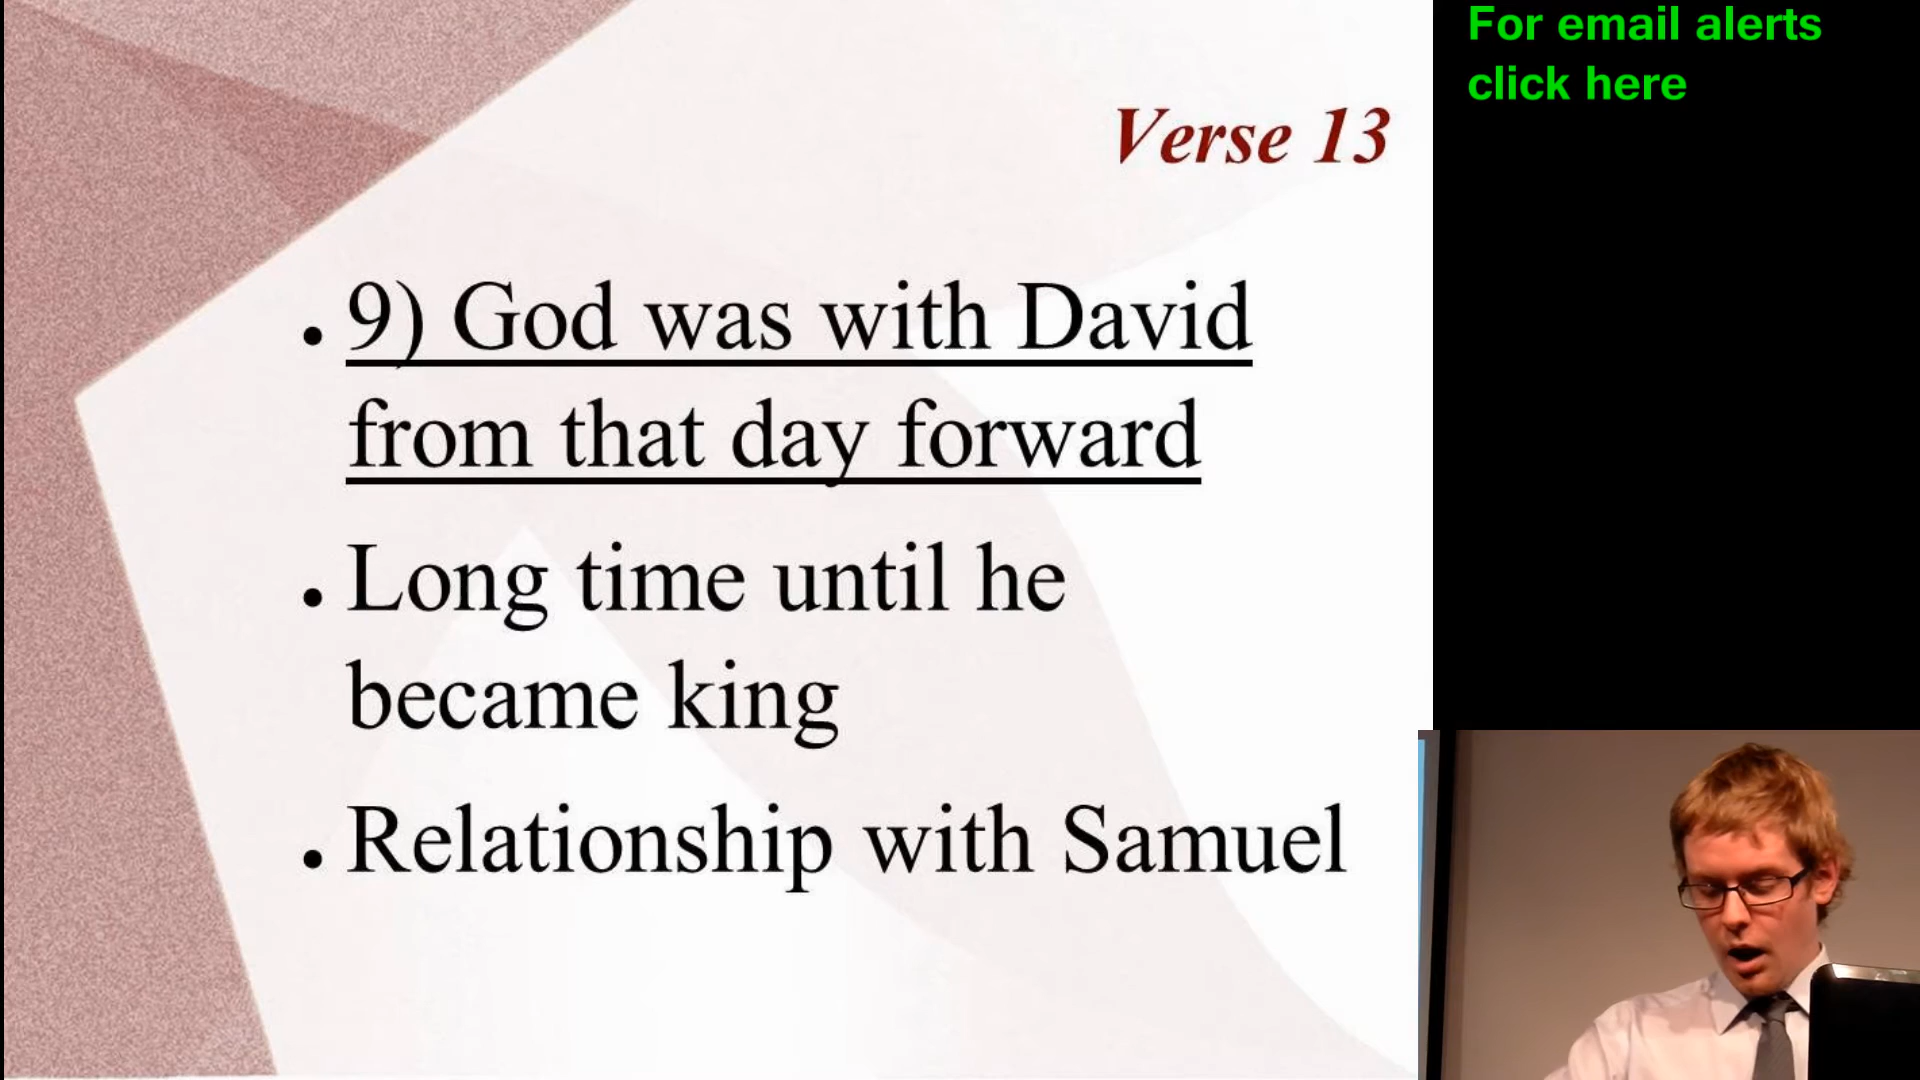 For email alerts
click here
Verse 13
• 9) God was with David
from that day forward
• Long time until he
became king
• Relationship with Samuel